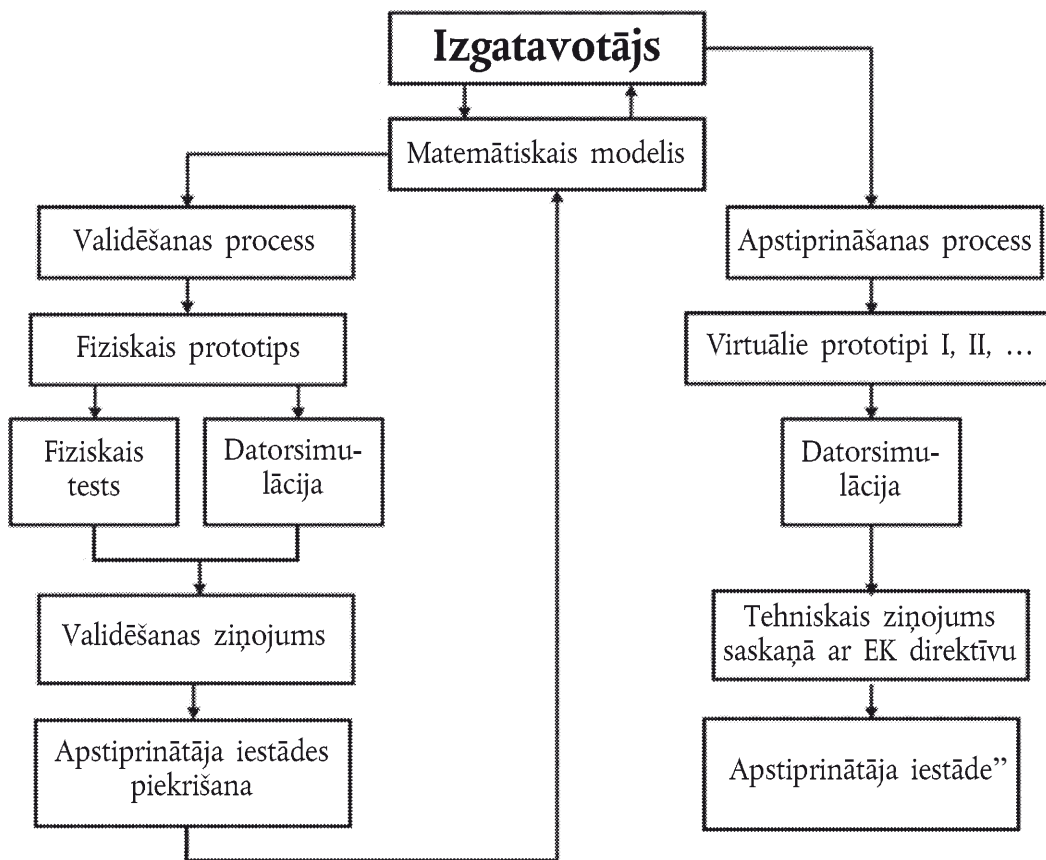 Izgatavotājs
Matemātiskais modelis
Validēšanas process
Apstiprināšanas process
Fiziskais prototips
Virtuālie prototipi I, II, …
Fiziskais
tests
Datorsimu-
lācija
Datorsimu-
lācija
Validēšanas ziņojums
Tehniskais ziņojums
saskaņā ar EK direktīvu
Apstiprinātāja iestādes
piekrišana
Apstiprinātāja iestāde”